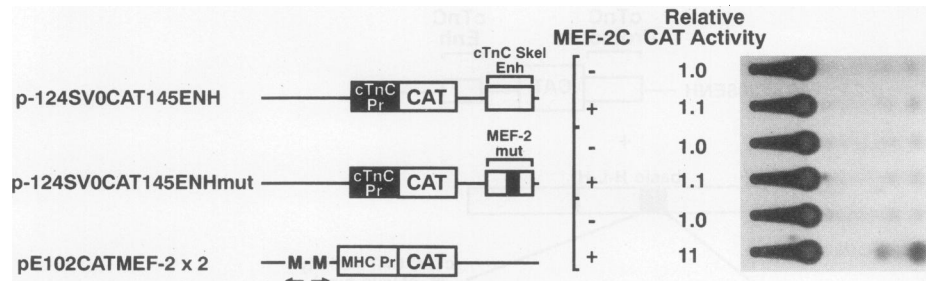 Relative
MEF-2C CAT Activity
cTnC Skel
Enh
- 1.0
p-124SV0CAT145ENH cTnC
Pr CAT
+ 1.1
MEF-2
mut
- 1.0
p-124SV0CAT145ENHmut cTnC
Pr CAT
+ 1.1
- 1.0
pE102CATMEF-2 x 2 M - M MHC Pr CAT
+ 11